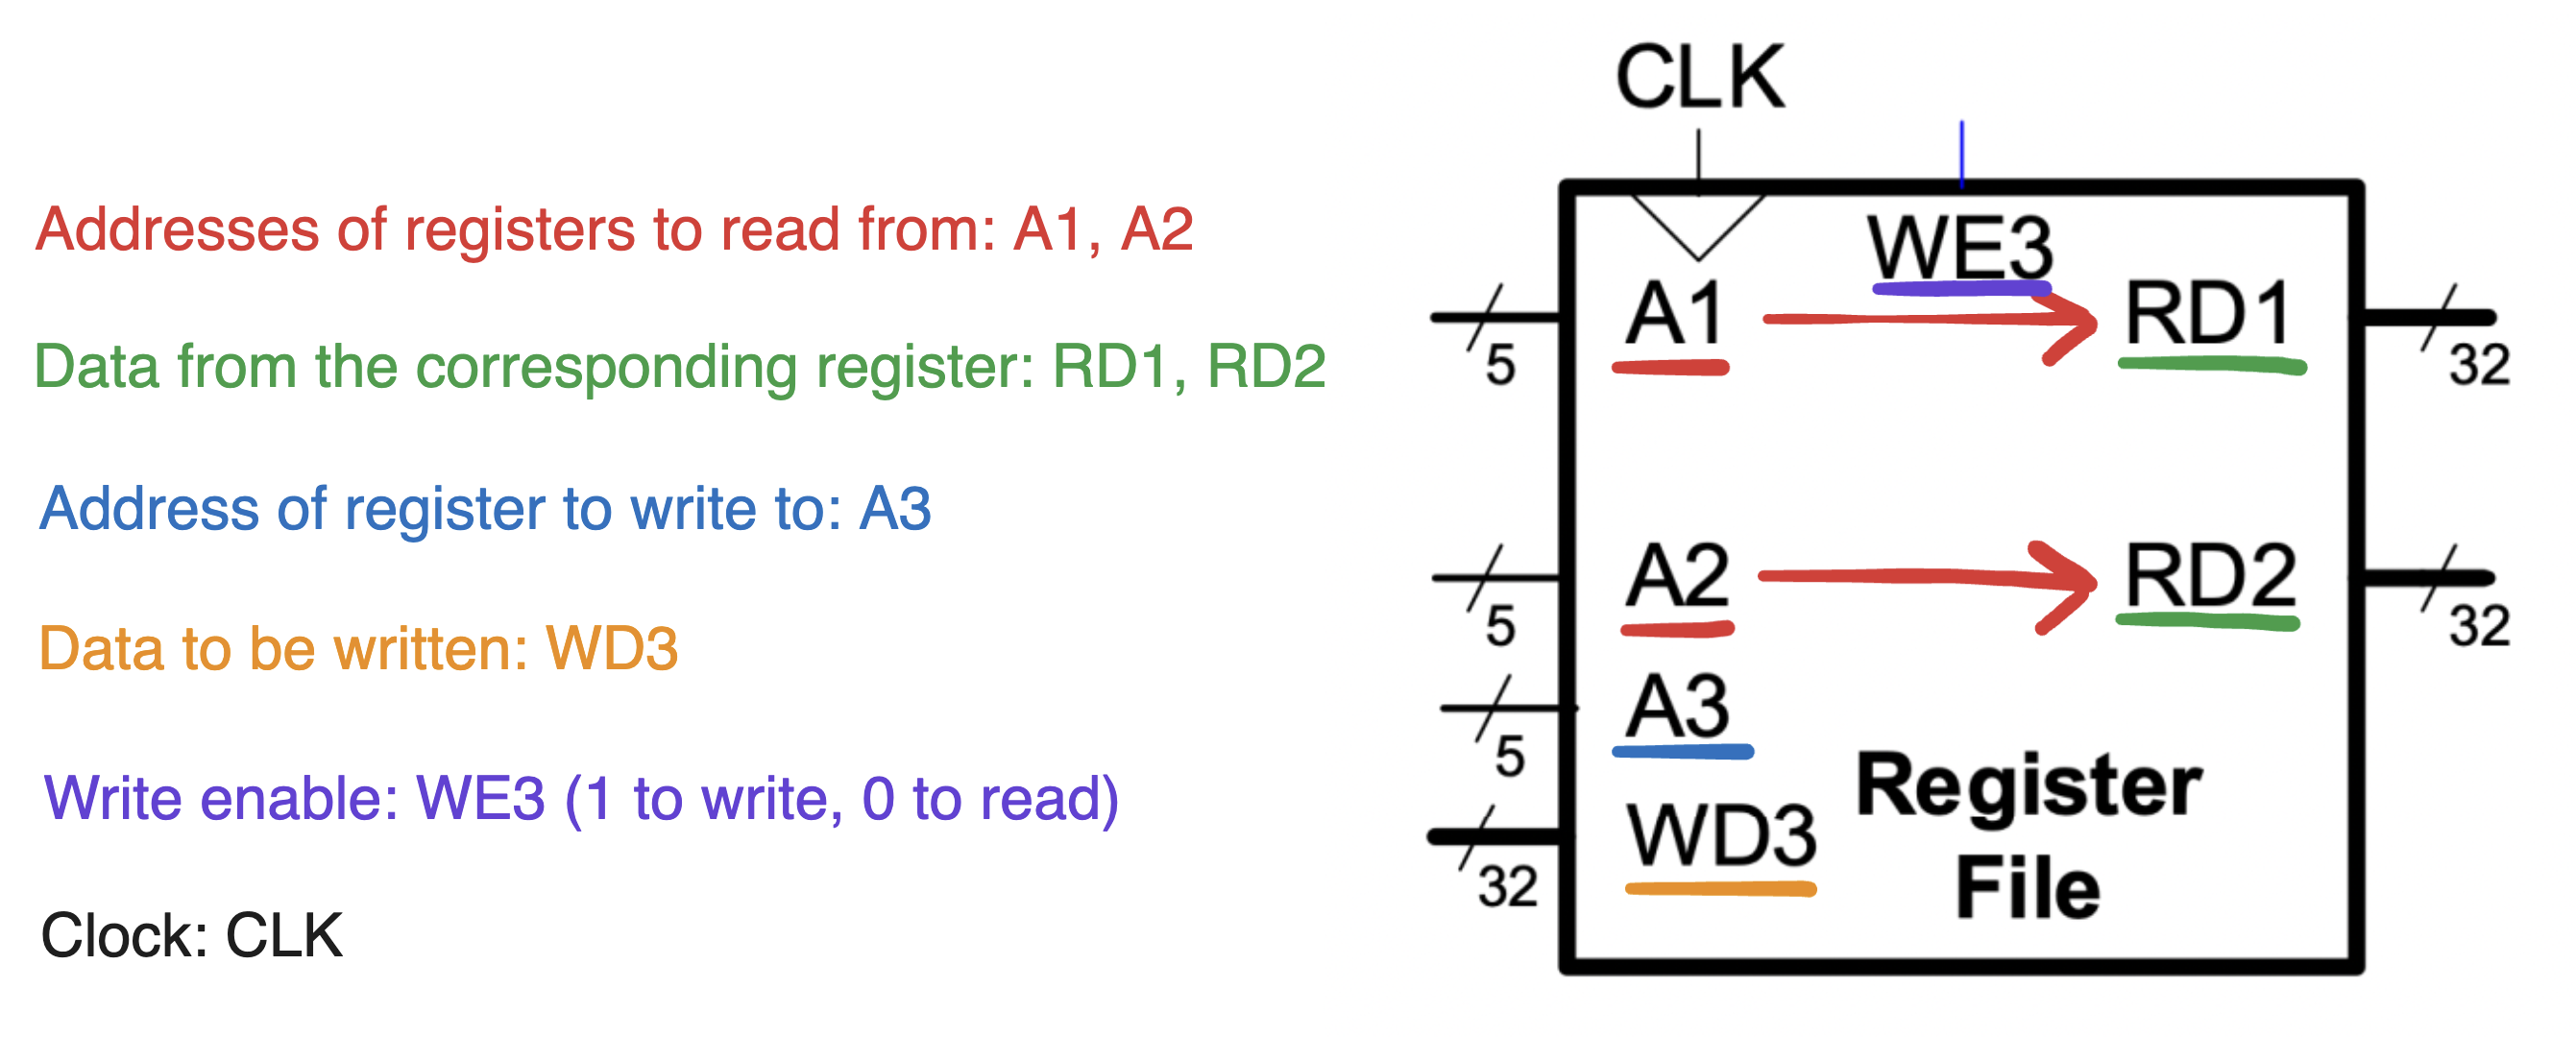 Addresses of registers to read from: A1, A2
Data from the corresponding register: RD1, RD2
Address of register to write to: A3
Data to be written: WD3
Write enable: WE3 (1 to write, 0 to read)
Clock: CLK
CLK
WE3
A1
RD1
5
32
A2
RD2
5
32
A3
5
WD3
32
Register
File